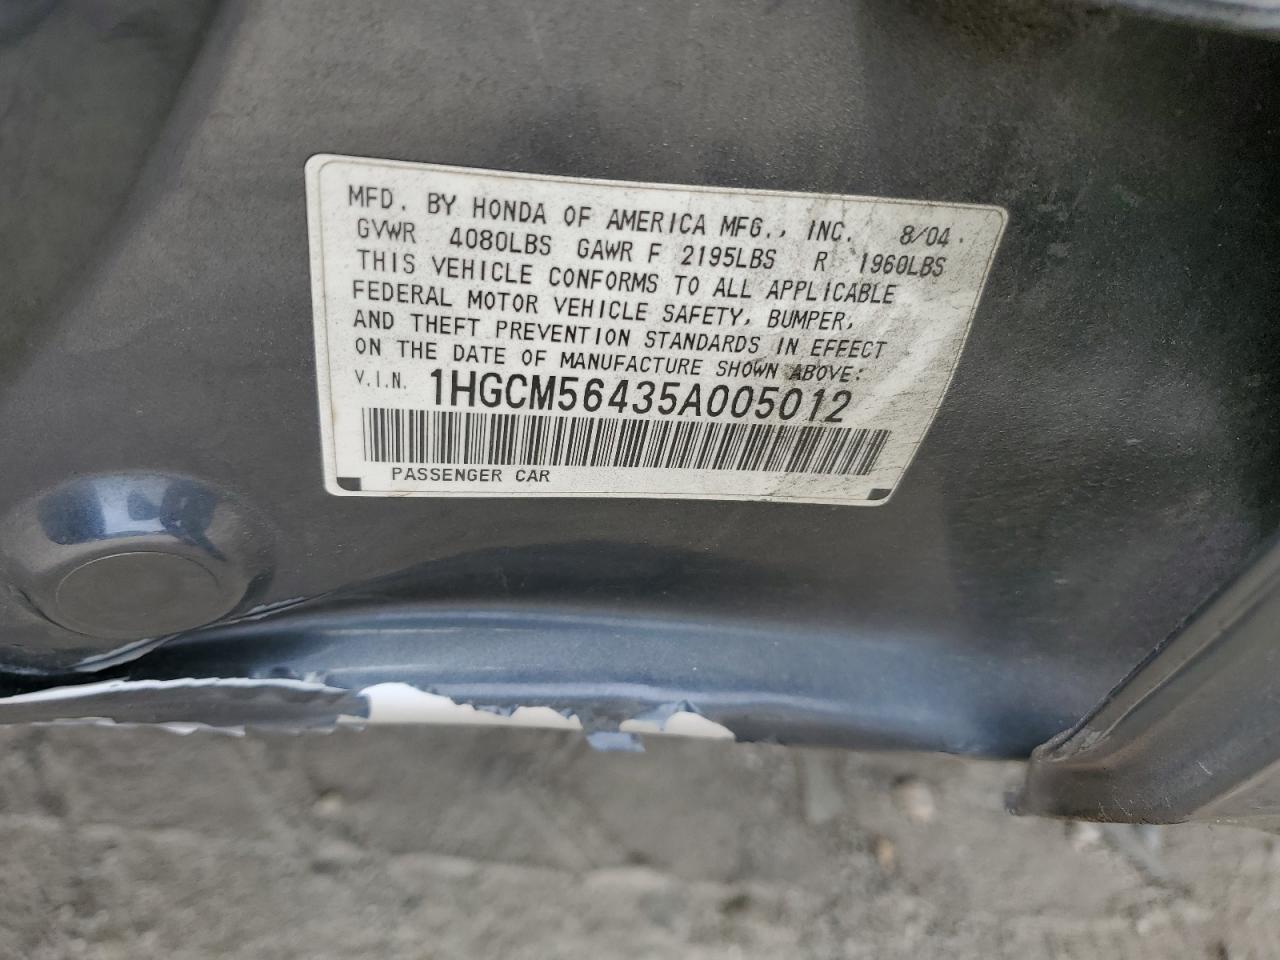 MFD. BY HONDA OF AMERICA MFG., INC. 8/04
GVWR 4080LBS GAWR F 2195LBS R 1960LBS
THIS VEHICLE CONFORMS TO ALL APPLICABLE
FEDERAL MOTOR VEHICLE SAFETY, BUMPER,
AND THEFT PREVENTION STANDARDS IN EFFECT
ON THE DATE OF MANUFACTURE SHOWN ABOVE:
V.I.N. 1HGCM56435A005012
PASSENGER CAR